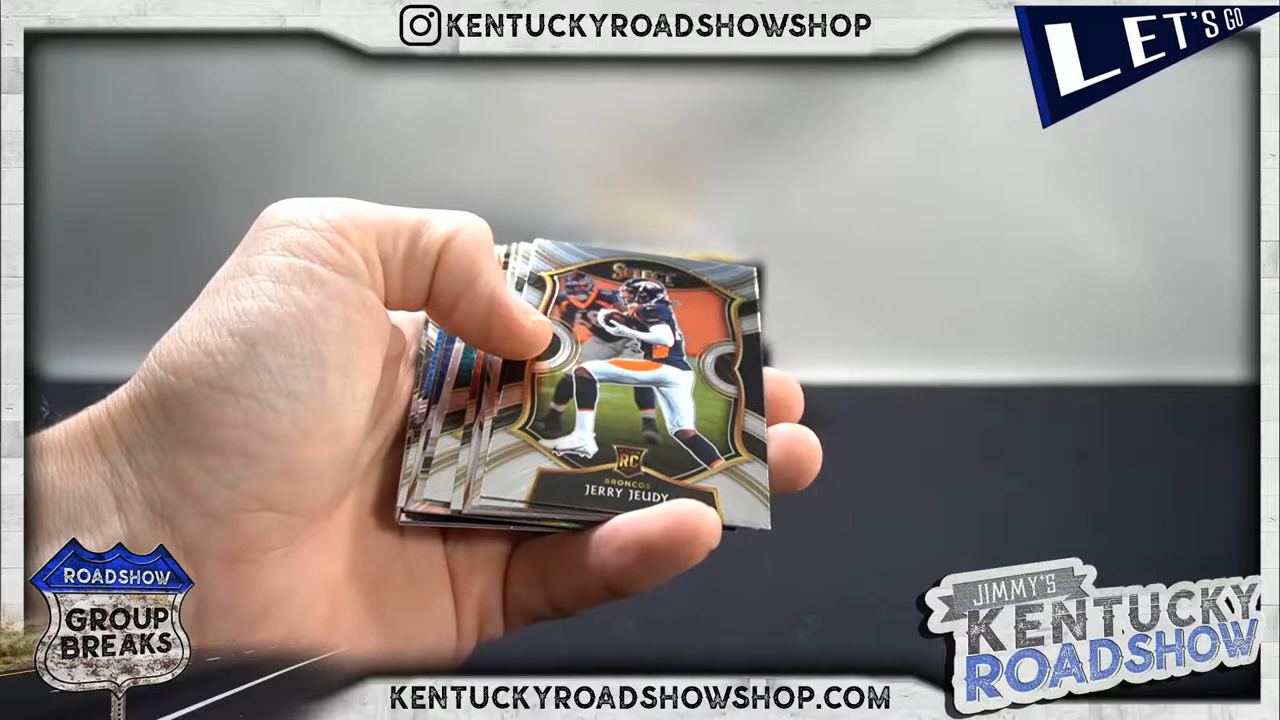 KENTUCKYROADSHOWSHOP
LET'S GO
SELECT
RC
BRONCOS
JERRY JEUDY
ROADSHOW
GROUP
BREAKS
JIMMY'S
KENTUCKY
ROADSHOW
KENTUCKYROADSHOWSHOP.COM